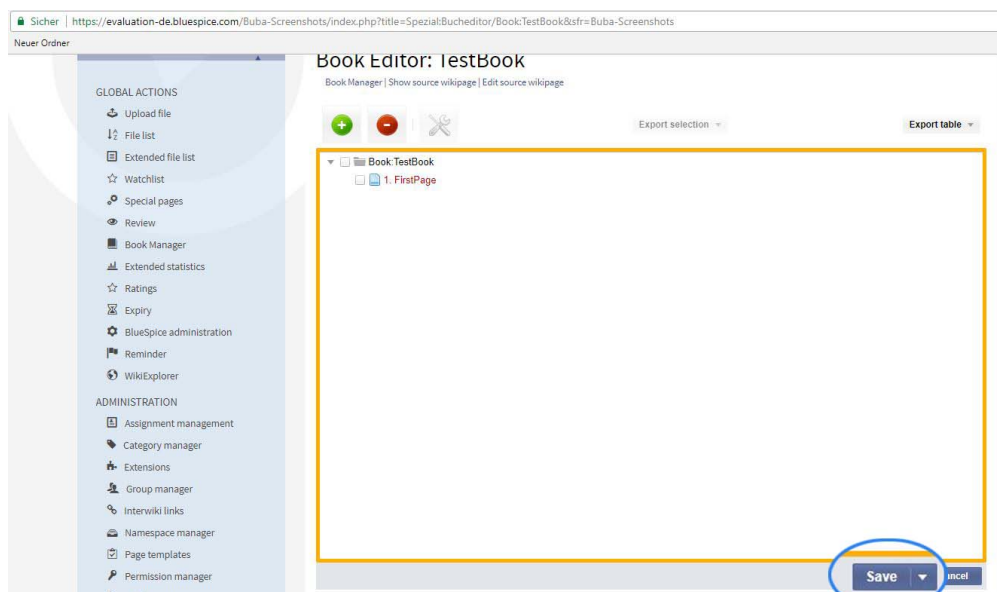 Sicher | https://evaluation-de.bluespice.com/Buba-Screenshots/index.php?title=Spezial:Bucheditor/Book:TestBook&sfr=Buba-Screenshots
Neuer Ordner
Book Editor: TestBook
Book Manager | Show source wikipage | Edit source wikipage
Export selection
Export table
Book:TestBook
1. FirstPage
GLOBAL ACTIONS
Upload file
File list
Extended file list
Watchlist
Special pages
Review
Book Manager
Extended statistics
Ratings
Expiry
BlueSpice administration
Reminder
WikiExplorer
ADMINISTRATION
Assignment management
Category manager
Extensions
Group manager
Interwiki links
Namespace manager
Page templates
Permission manager
Save
ncel